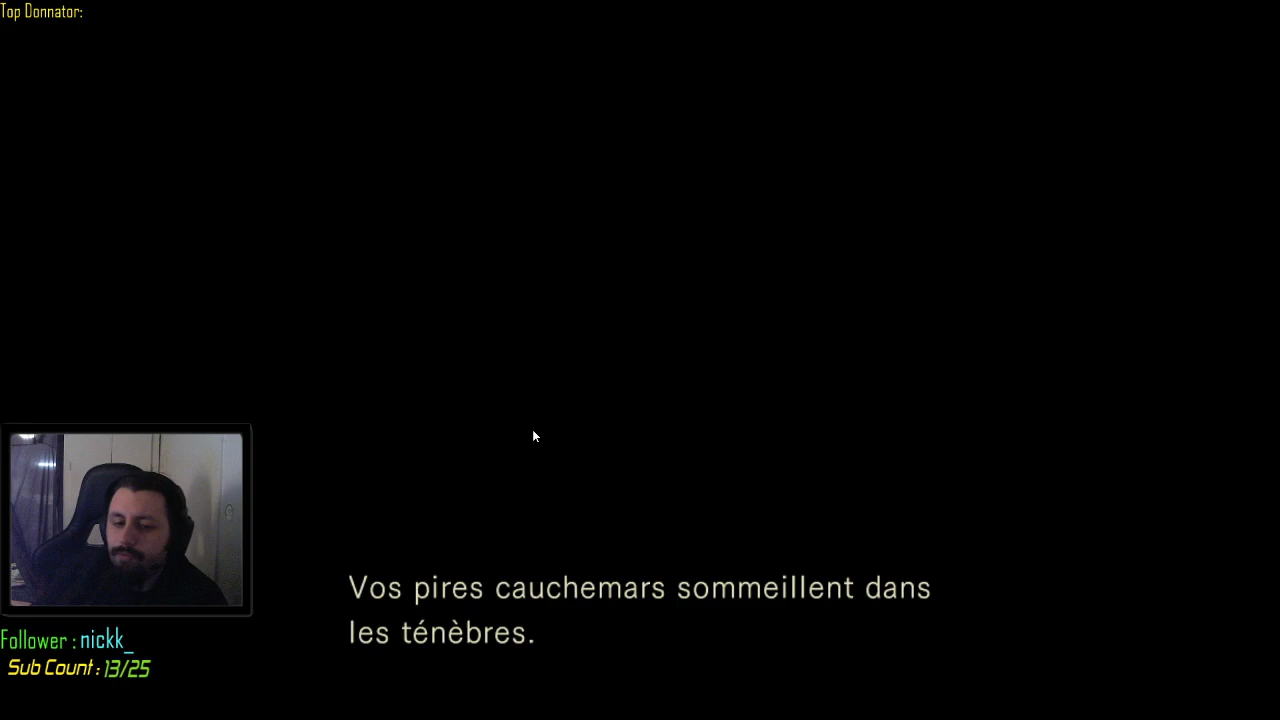 Top Donnator:
Vos pires cauchemars sommeillent dans
les ténèbres.
Follower : nickk_
Sub Count : 13/25